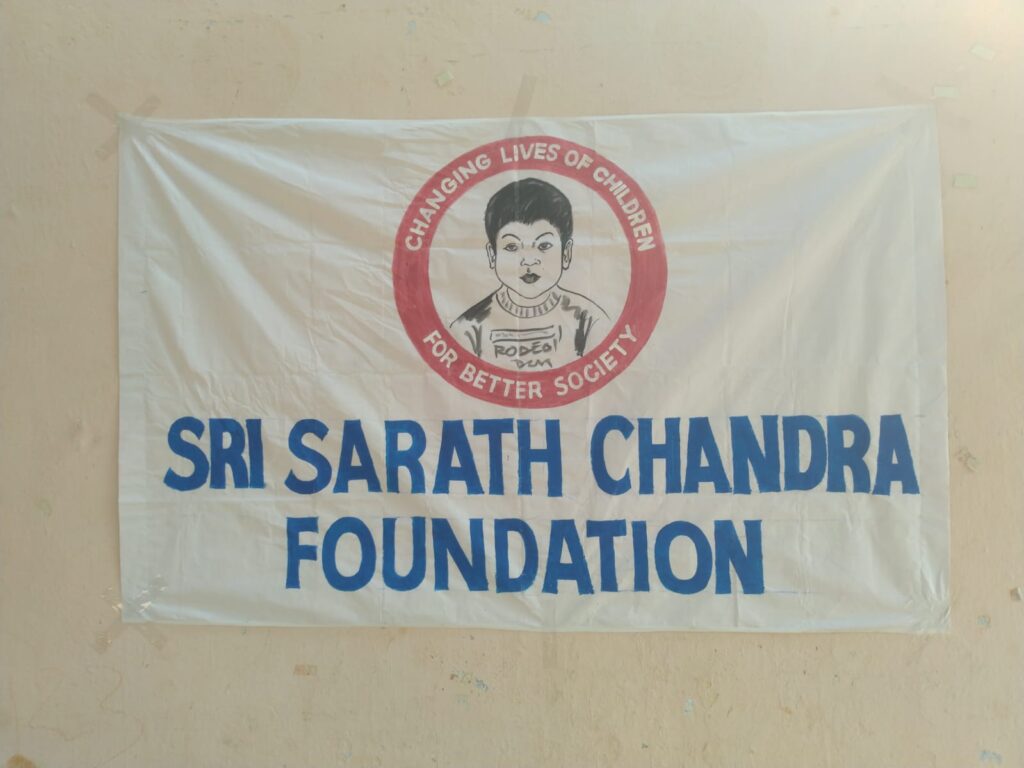 CHANGING LIVES OF CHILDREN
FOR BETTER SOCIETY
SRI SARATH CHANDRA
FOUNDATION